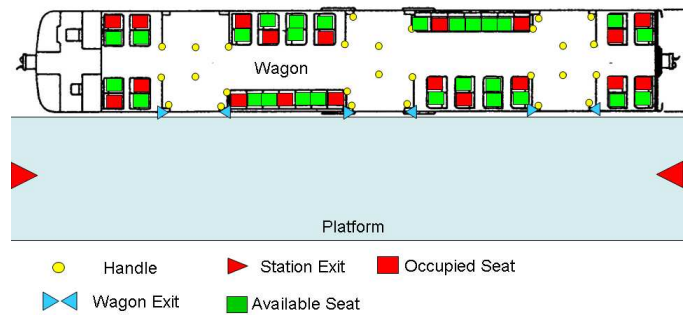 Wagon
Platform
Handle
Station Exit
Occupied Seat
Wagon Exit
Available Seat